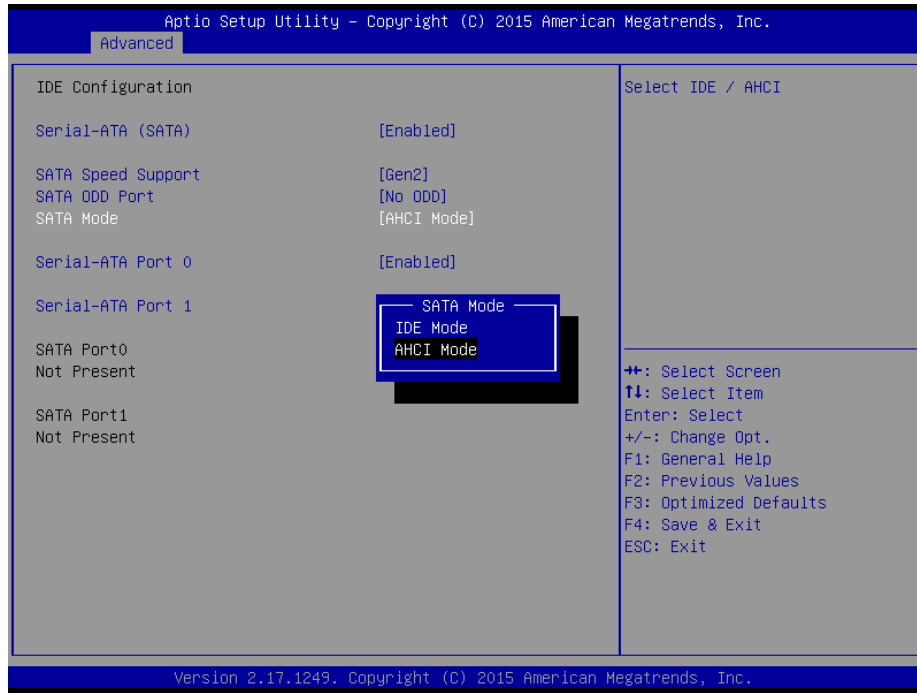 Aptio Setup Utility – Copyright (C) 2015 American Megatrends, Inc.
Advanced
IDE Configuration
Select IDE / AHCI
Serial-ATA (SATA) [Enabled]
SATA Speed Support [Gen2]
SATA ODD Port [No ODD]
SATA Mode [AHCI Mode]
Serial-ATA Port 0 [Enabled]
Serial-ATA Port 1
SATA Mode
IDE Mode
AHCI Mode
SATA Port0
Not Present
SATA Port1
Not Present
→←: Select Screen
↑↓: Select Item
Enter: Select
+/-: Change Opt.
F1: General Help
F2: Previous Values
F3: Optimized Defaults
F4: Save & Exit
ESC: Exit
Version 2.17.1249. Copyright (C) 2015 American Megatrends, Inc.